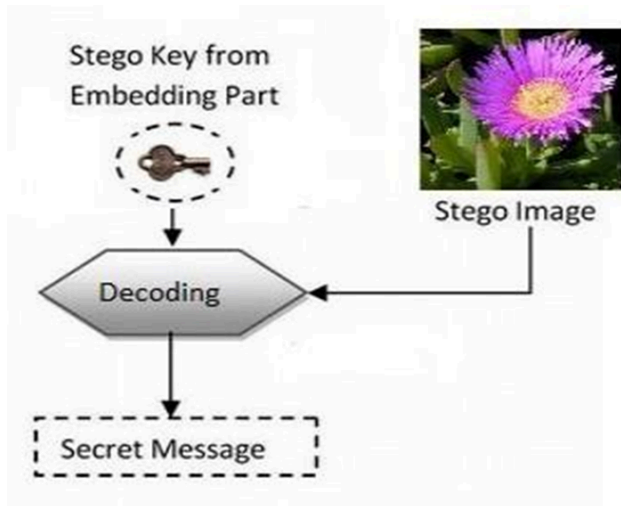 Stego Key from
Embedding Part
Stego Image
Decoding
Secret Message